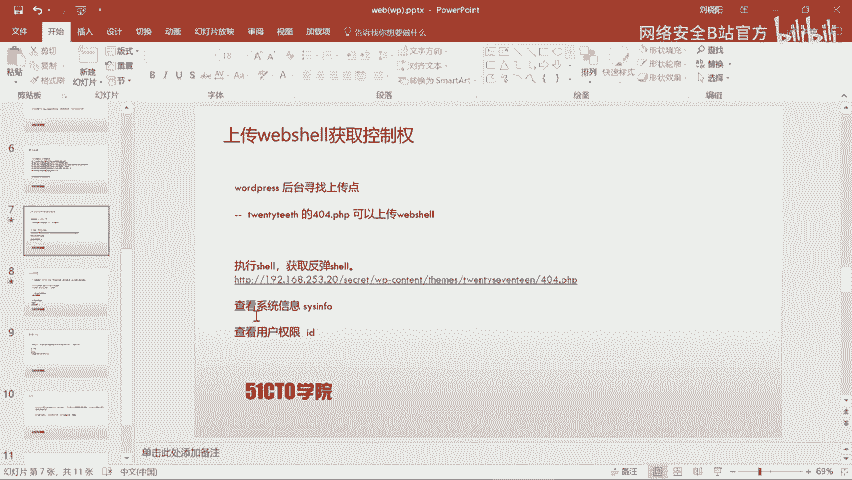 web(wp).pptx - PowerPoint
刘晓阳
网络安全B站官方 bilibili
文件 开始 插入 设计 切换 动画 幻灯片放映 审阅 视图 加载项 告诉我你想要做什么
剪切
复制
格式刷
粘贴
剪贴板
新建
幻灯片
版式
重置
节
幻灯片
18
B I U S abc AV Aa A
字体
文字方向
对齐文本
转换为 SmartArt
段落
排列
快速样式
形状填充
形状轮廓
形状效果
绘图
查找
替换
选择
编辑
6
7
8
9
10
11
上传webshell获取控制权
wordpress 后台寻找上传点
-- twentyteeth 的404.php 可以上传webshell
执行shell，获取反弹shell。
http://192.168.253.20/secret/wp-content/themes/twentyseventeen/404.php
查看系统信息 sysinfo
查看用户权限 id
51CTO学院
单击此处添加备注
幻灯片 第 7 张，共 11 张 中文(中国)
备注
69%